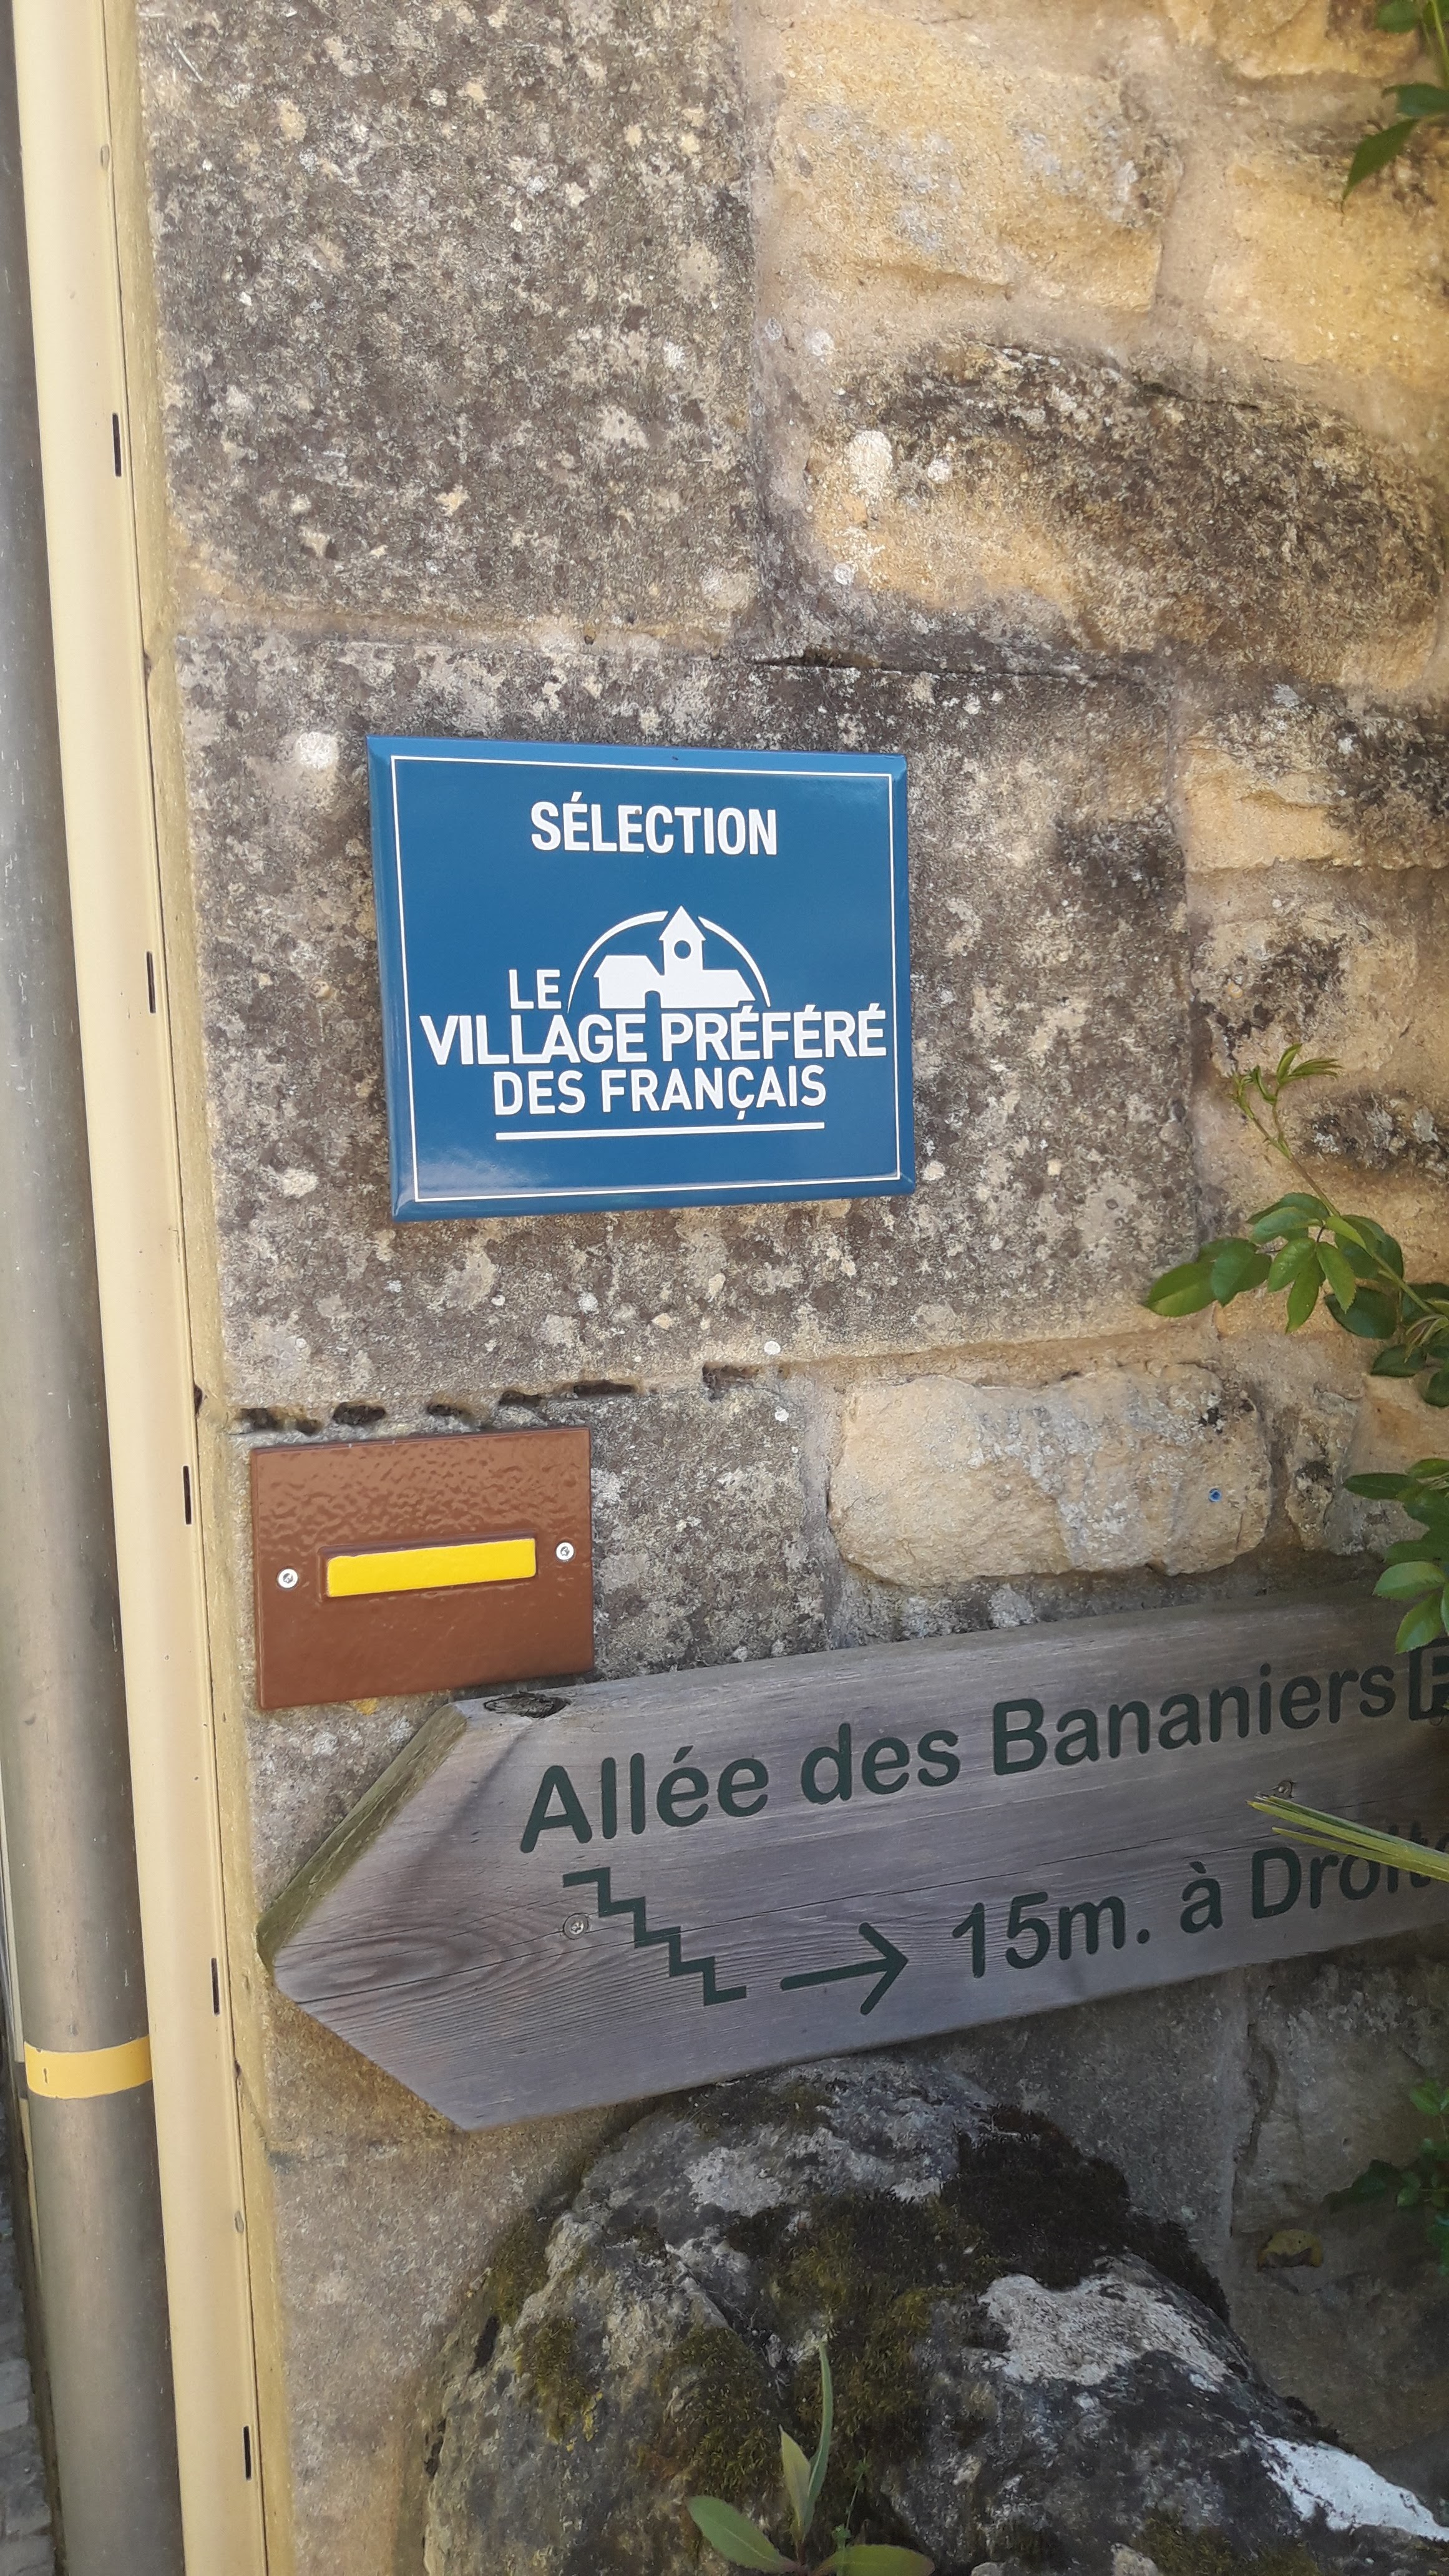 SÉLECTION
LE
VILLAGE PRÉFÉRÉ
DES FRANÇAIS
Allée des Bananiers
15m. à